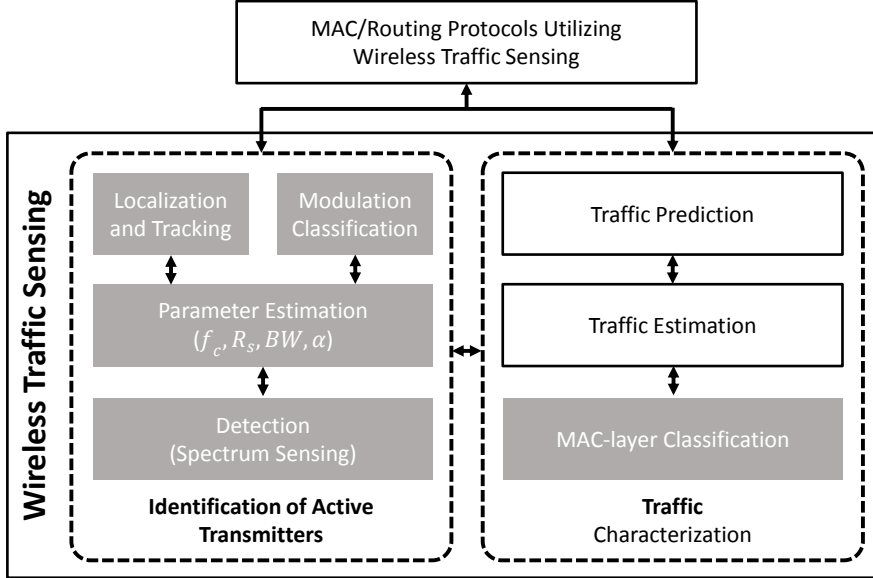 MAC/Routing Protocols Utilizing
Wireless Traffic Sensing
Wireless Traffic Sensing
Localization
and Tracking
Modulation
Classification
Parameter Estimation
(f_c, R_s, BW, α)
Detection
(Spectrum Sensing)
Identification of Active
Transmitters
Traffic Prediction
Traffic Estimation
MAC-layer Classification
Traffic
Characterization